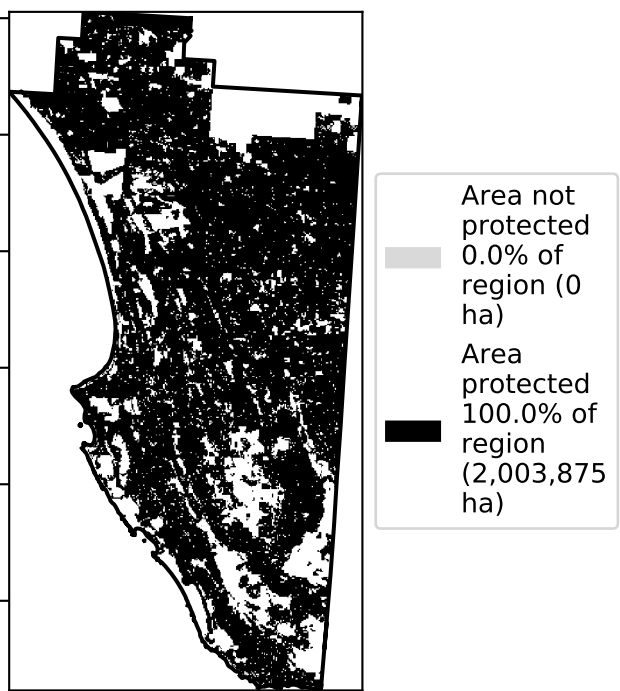 Area not
protected
0.0% of
region (0
ha)
Area
protected
100.0% of
region
(2,003,875
ha)